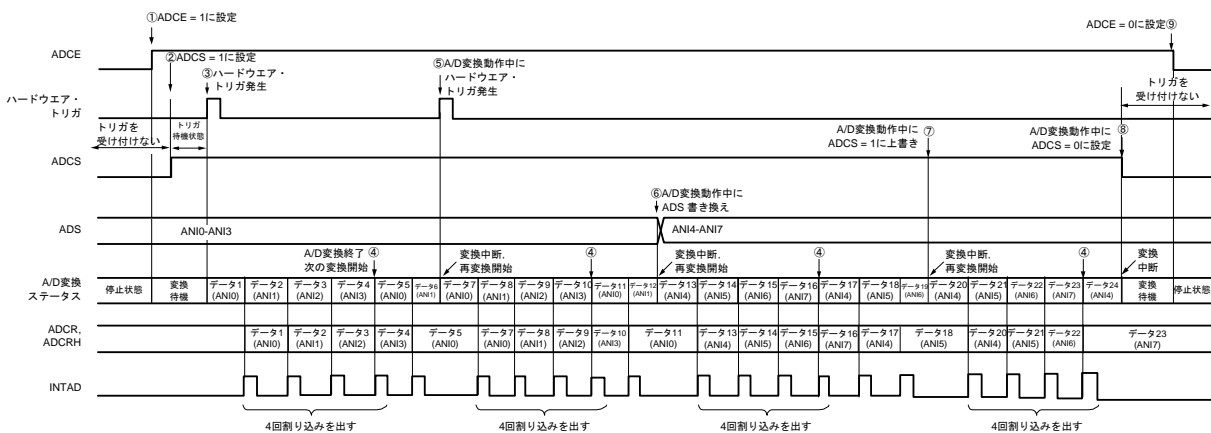 ①ADCE = 1に設定
ADCE = 0に設定⑨
ADCE
②ADCS = 1に設定
③ハードウエア・
トリガ発生
⑤A/D変換動作中に
ハードウエア・
トリガ発生
ハードウエア・
トリガ
トリガを
受け付けない
トリガ
待機状態
トリガを
受け付けない
A/D変換動作中に ⑦
ADCS = 1に上書き
A/D変換動作中に ⑧
ADCS = 0に設定
ADCS
⑥A/D変換動作中に
ADS 書き換え
ADS
ANI0-ANI3
ANI4-ANI7
A/D変換終了 ④
次の変換開始
変換中断,
再変換開始
④
変換中断,
再変換開始
④
変換中断,
再変換開始
④
変換
中断
A/D変換
ステータス
停止状態
変換
待機
データ1
(ANI0)
データ2
(ANI1)
データ3
(ANI2)
データ4
(ANI3)
データ5
(ANI0)
データ6
(ANI1)
データ7
(ANI0)
データ8
(ANI1)
データ9
(ANI2)
データ10
(ANI3)
データ11
(ANI0)
データ12
(ANI1)
データ13
(ANI4)
データ14
(ANI5)
データ15
(ANI6)
データ16
(ANI7)
データ17
(ANI4)
データ18
(ANI5)
データ19
(ANI6)
データ20
(ANI4)
データ21
(ANI5)
データ22
(ANI6)
データ23
(ANI7)
データ24
(ANI4)
変換
待機
停止状態
ADCR,
ADCRH
データ1
(ANI0)
データ2
(ANI1)
データ3
(ANI2)
データ4
(ANI3)
データ5
(ANI0)
データ7
(ANI0)
データ8
(ANI1)
データ9
(ANI2)
データ10
(ANI3)
データ11
(ANI0)
データ13
(ANI4)
データ14
(ANI5)
データ15
(ANI6)
データ16
(ANI7)
データ17
(ANI4)
データ18
(ANI5)
データ20
(ANI4)
データ21
(ANI5)
データ22
(ANI6)
データ23
(ANI7)
INTAD
4回割り込みを出す
4回割り込みを出す
4回割り込みを出す
4回割り込みを出す